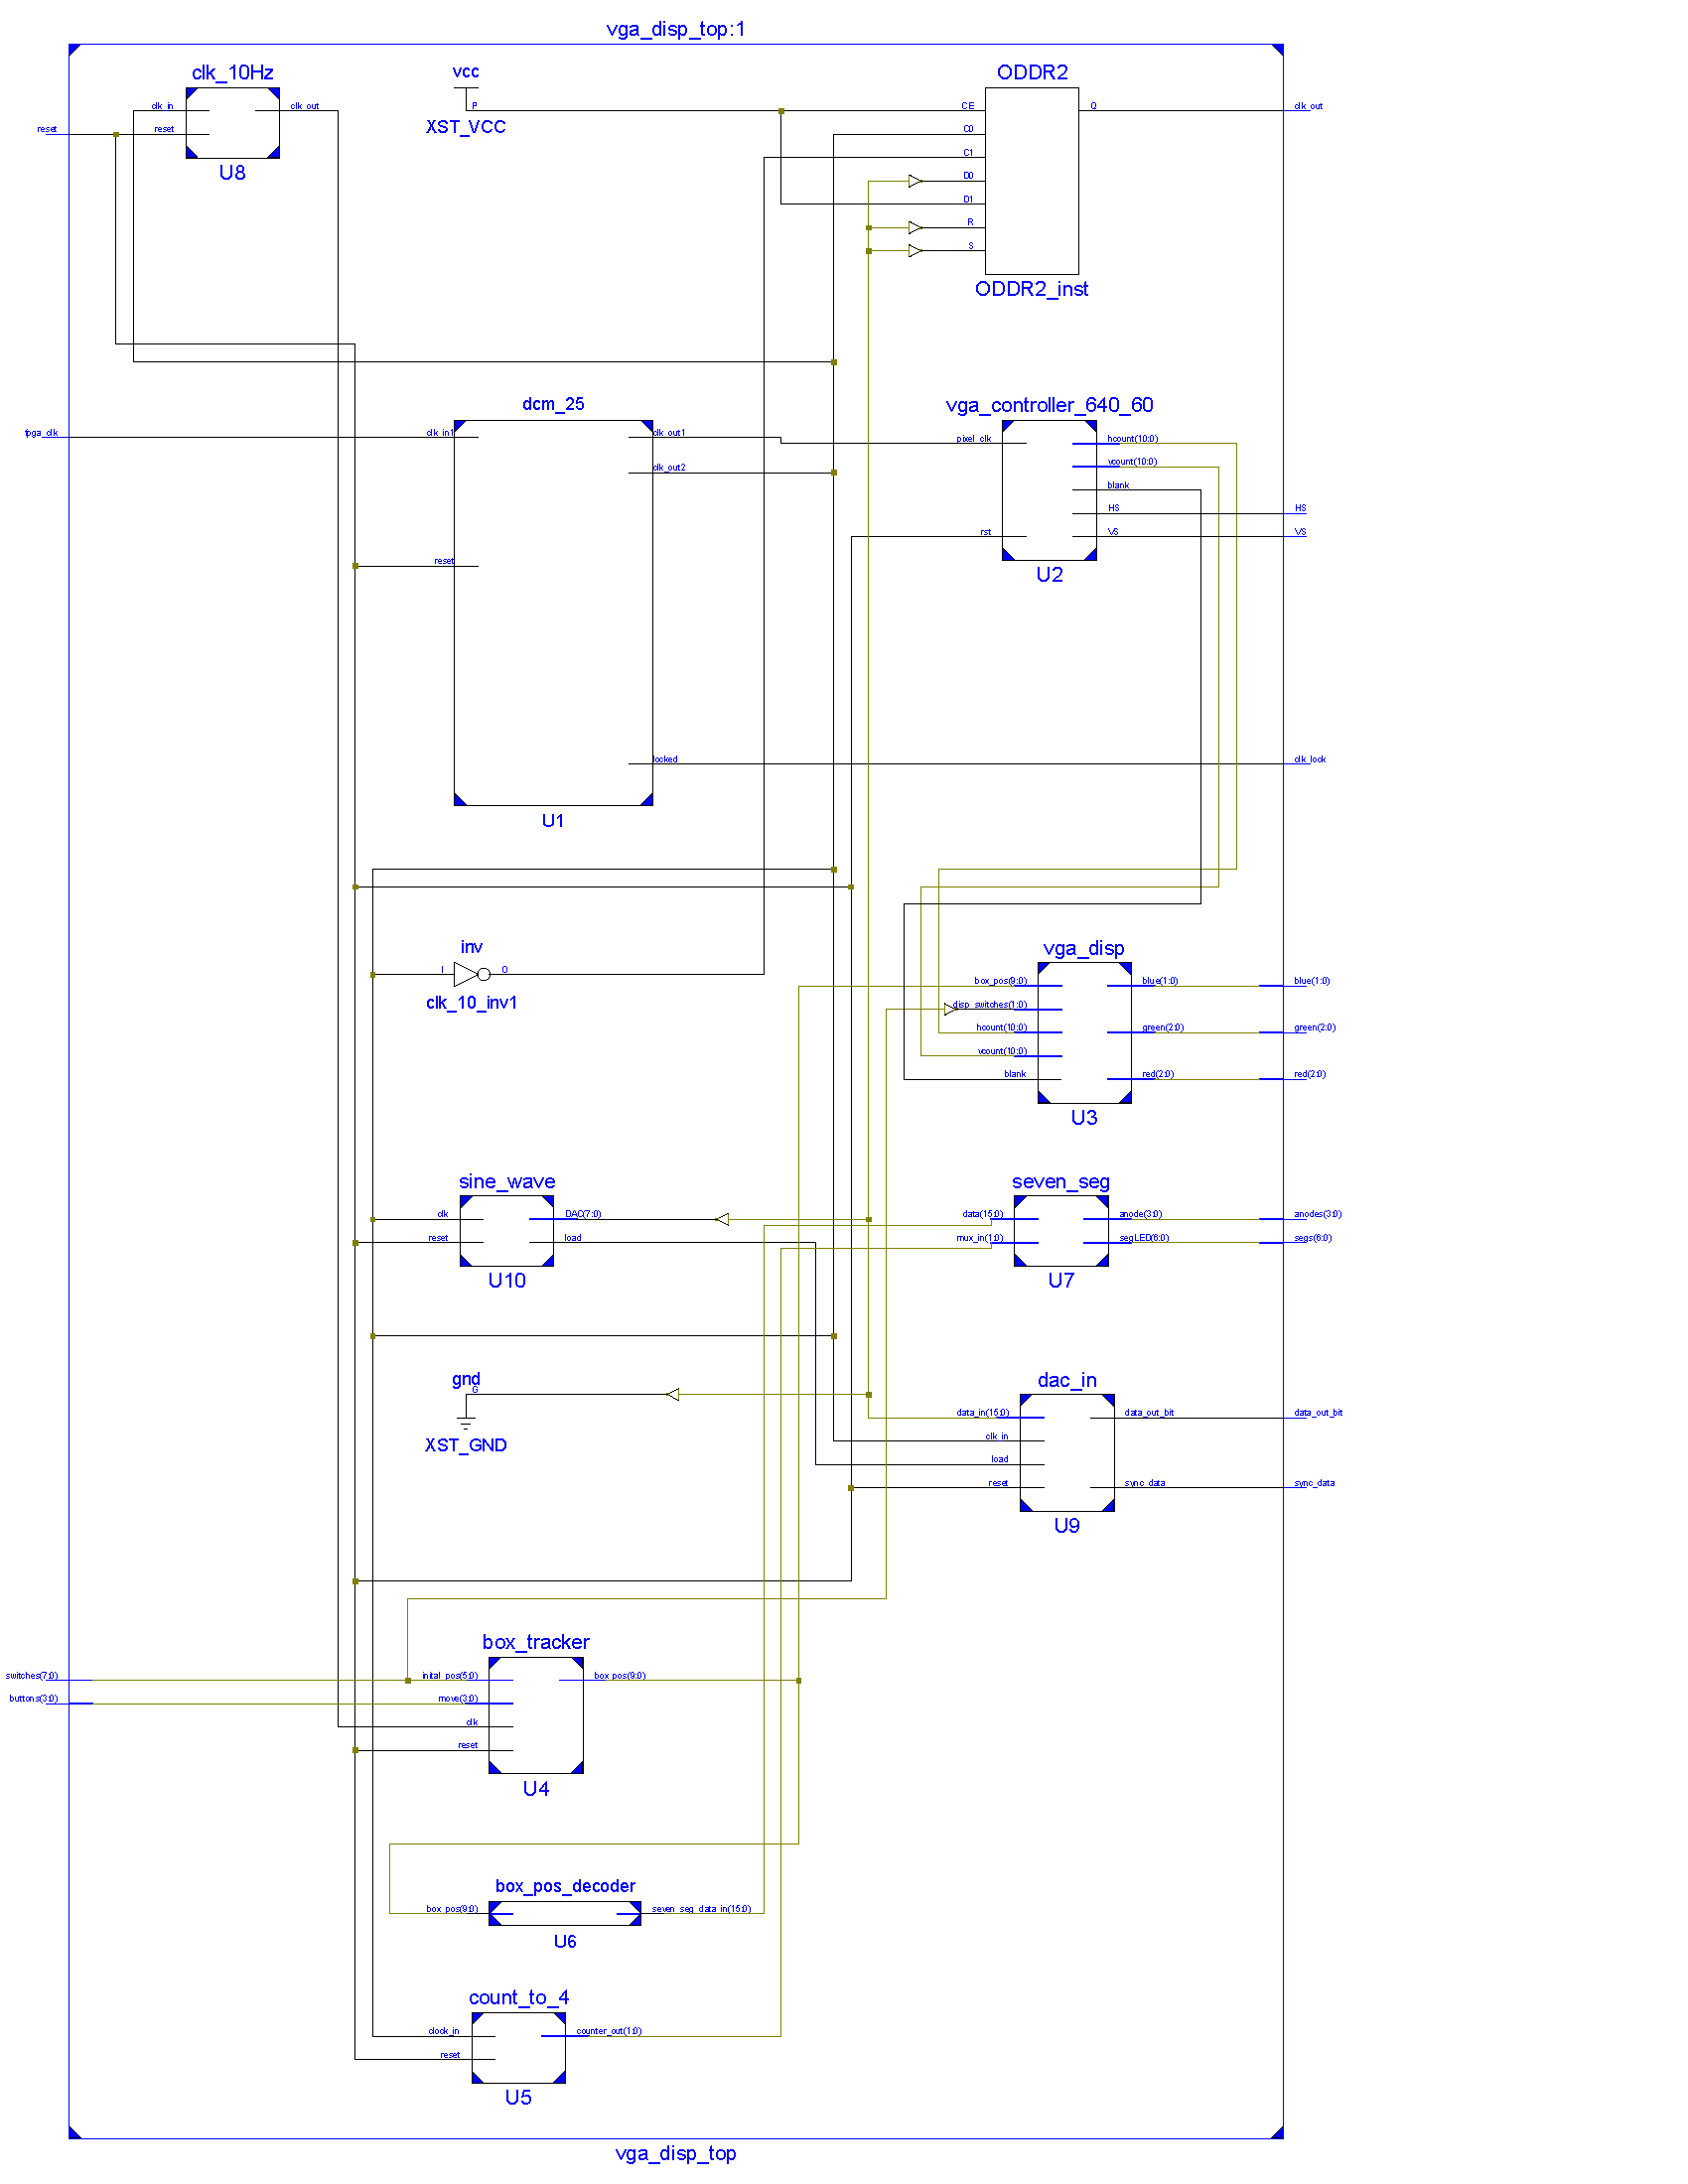 vga_disp_top:1
clk_10Hz
clk_in
reset
clk_out
U8
reset
vcc
P
XST_VCC
ODDR2
CE
C0
C1
D0
D1
R
S
Q
ODDR2_inst
clk_out
dcm_25
fpga_clk
clk_in1
reset
clk_out1
clk_out2
locked
U1
vga_controller_640_60
pixel_clk
rst
hcount(10:0)
vcount(10:0)
blank
HS
VS
U2
HS
VS
clk_lock
inv
I
O
clk_10_inv1
vga_disp
box_pos(9:0)
disp_switches(1:0)
hcount(10:0)
vcount(10:0)
blank
blue(1:0)
green(2:0)
red(2:0)
U3
blue(1:0)
green(2:0)
red(2:0)
sine_wave
clk
reset
DAC(7:0)
load
U10
seven_seg
data(15:0)
mux_in(1:0)
anode(3:0)
segLED(6:0)
U7
anodes(3:0)
segs(6:0)
gnd
G
XST_GND
dac_in
data_in(15:0)
clk_in
load
reset
data_out_bit
sync_data
U9
data_out_bit
sync_data
box_tracker
switches(7:0)
buttons(3:0)
inital_pos(5:0)
move(3:0)
clk
reset
box_pos(9:0)
U4
box_pos_decoder
box_pos(9:0)
seven_seg_data_in(15:0)
U6
count_to_4
clock_in
reset
counter_out(1:0)
U5
vga_disp_top